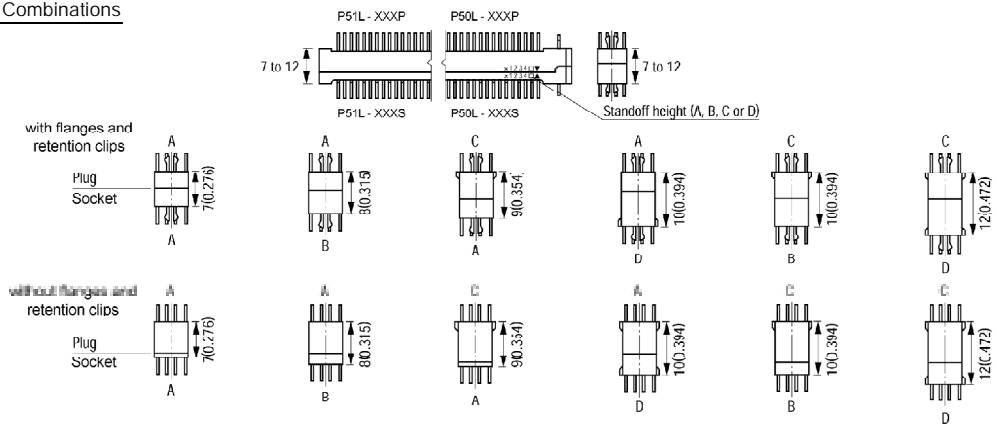 Combinations
P51L - XXXP P50L - XXXP
7 to 12
7 to 12
×1234□
×1234□
P51L - XXXS P50L - XXXS
Standoff height (A, B, C or D)
with flanges and
retention clips
A A C A C C
Plug
Socket
7(0.276) 8(0.315) 9(0.354) 10(0.394) 10(0.394) 12(0.472)
A B A D B D
without flanges and
retention clips
A A C A C C
Plug
Socket
7(0.276) 8(0.315) 9(0.354) 10(0.394) 10(0.394) 12(0.472)
A B A D B D